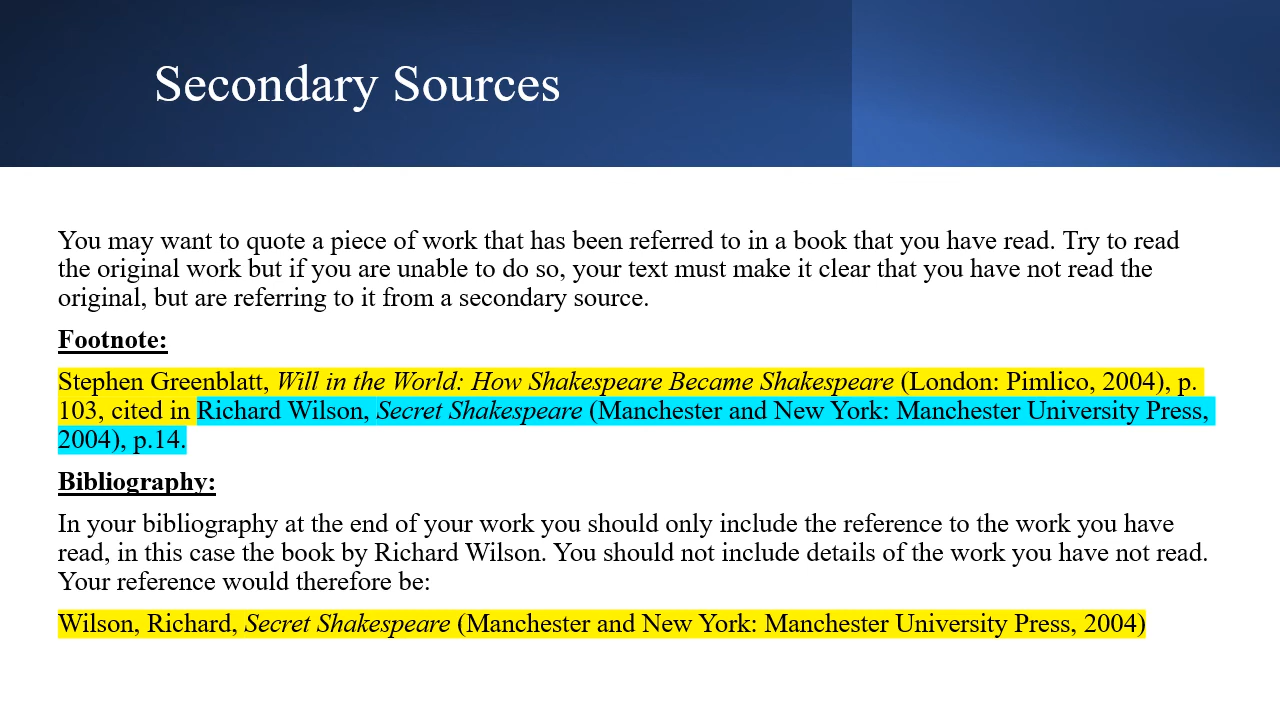 Secondary Sources
You may want to quote a piece of work that has been referred to in a book that you have read. Try to read
the original work but if you are unable to do so, your text must make it clear that you have not read the
original, but are referring to it from a secondary source.
Footnote:
Stephen Greenblatt, Will in the World: How Shakespeare Became Shakespeare (London: Pimlico, 2004), p.
103, cited in Richard Wilson, Secret Shakespeare (Manchester and New York: Manchester University Press,
2004), p.14.
Bibliography:
In your bibliography at the end of your work you should only include the reference to the work you have
read, in this case the book by Richard Wilson. You should not include details of the work you have not read.
Your reference would therefore be:
Wilson, Richard, Secret Shakespeare (Manchester and New York: Manchester University Press, 2004)